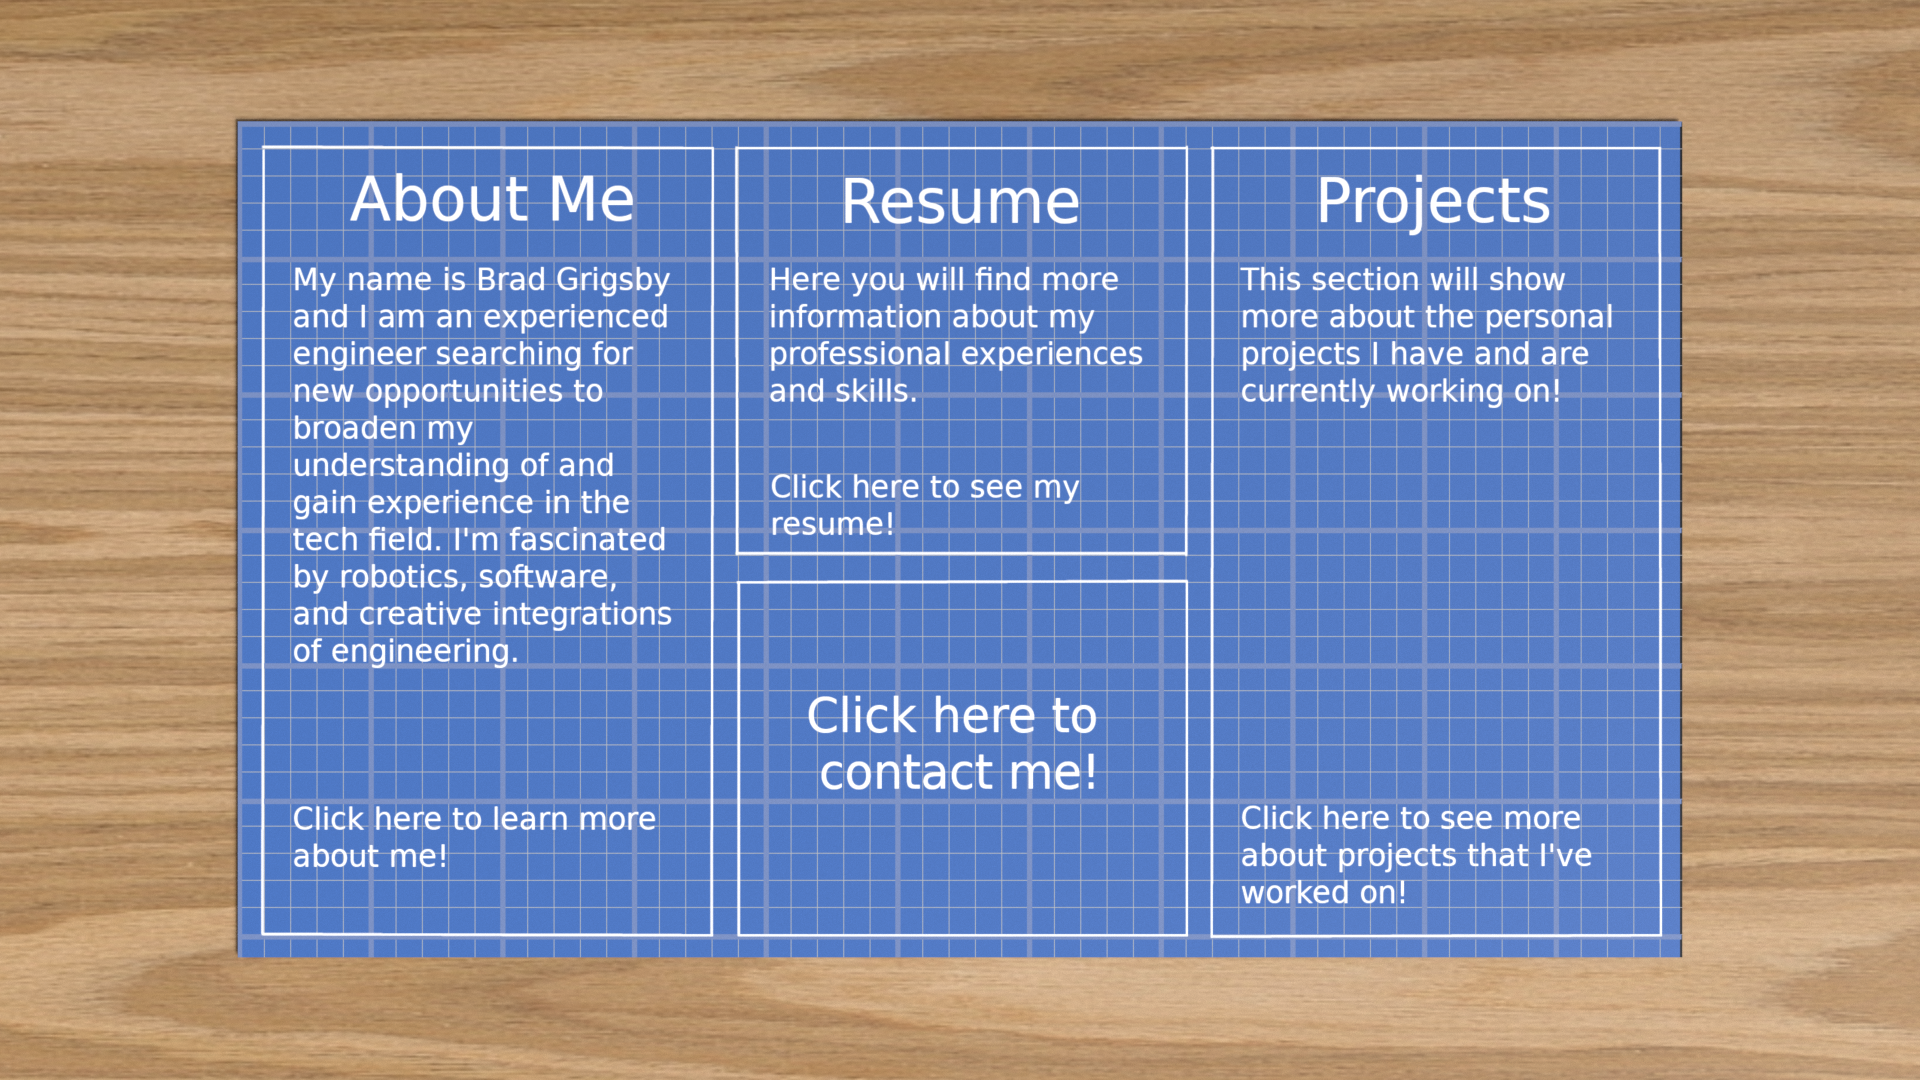 About Me
My name is Brad Grigsby
and I am an experienced
engineer searching for
new opportunities to
broaden my
understanding of and
gain experience in the
tech field. I'm fascinated
by robotics, software,
and creative integrations
of engineering.
Click here to learn more
about me!
Resume
Here you will find more
information about my
professional experiences
and skills.
Click here to see my
resume!
Click here to
contact me!
Projects
This section will show
more about the personal
projects I have and are
currently working on!
Click here to see more
about projects that I've
worked on!